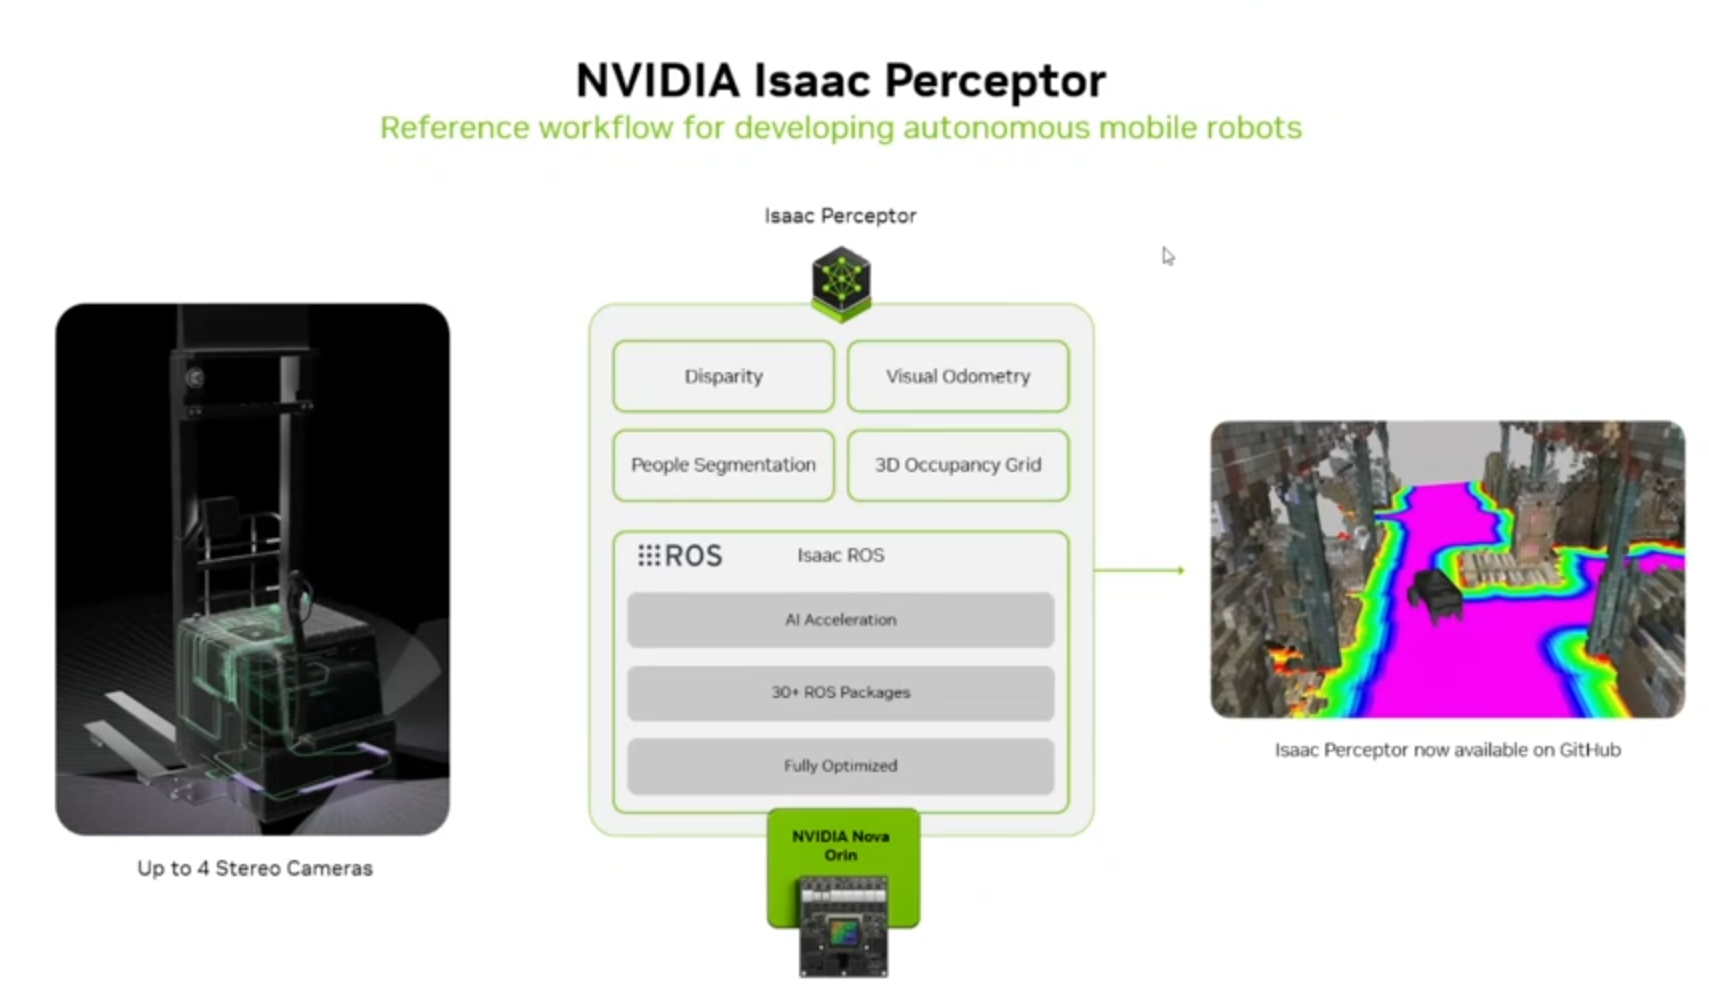 NVIDIA Isaac Perceptor
Reference workflow for developing autonomous mobile robots
Isaac Perceptor
Disparity
Visual Odometry
People Segmentation
3D Occupancy Grid
ROS
Isaac ROS
AI Acceleration
30+ ROS Packages
Fully Optimized
NVIDIA Nova
Orin
Up to 4 Stereo Cameras
Isaac Perceptor now available on GitHub